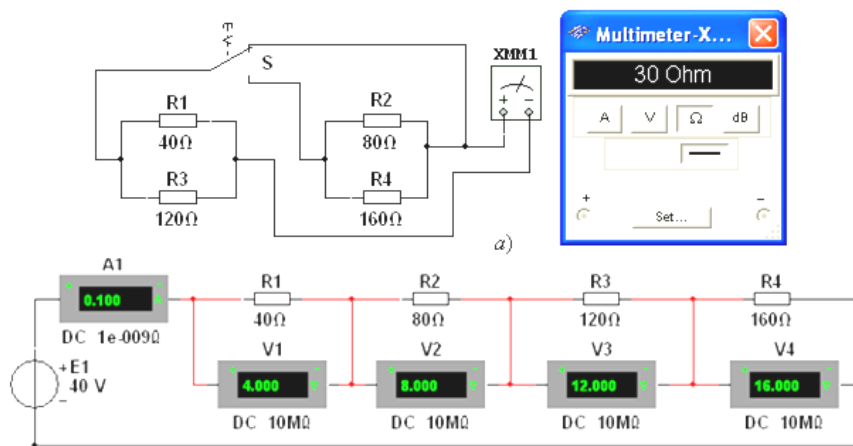 Multimeter-X...
30 Ohm
A V Ω dB
+ −
Set...
S
XMM1
+ −
R1
40Ω
R2
80Ω
R3
120Ω
R4
160Ω
а)
A1
0.100
DC 1e-009Ω
+ E1
40 V
−
R1
40Ω
R2
80Ω
R3
120Ω
R4
160Ω
V1
4.000
DC 10MΩ
V2
8.000
DC 10MΩ
V3
12.000
DC 10MΩ
V4
16.000
DC 10MΩ